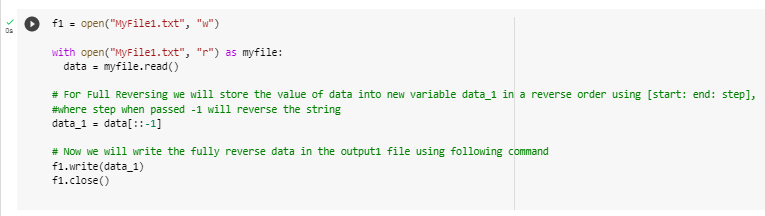 f1 = open("MyFile1.txt", "w")
0s
with open("MyFile1.txt", "r") as myfile:
data = myfile.read()
# For Full Reversing we will store the value of data into new variable data_1 in a reverse order using [start: end: step],
#where step when passed -1 will reverse the string
data_1 = data[::-1]
# Now we will write the fully reverse data in the output1 file using following command
f1.write(data_1)
f1.close()